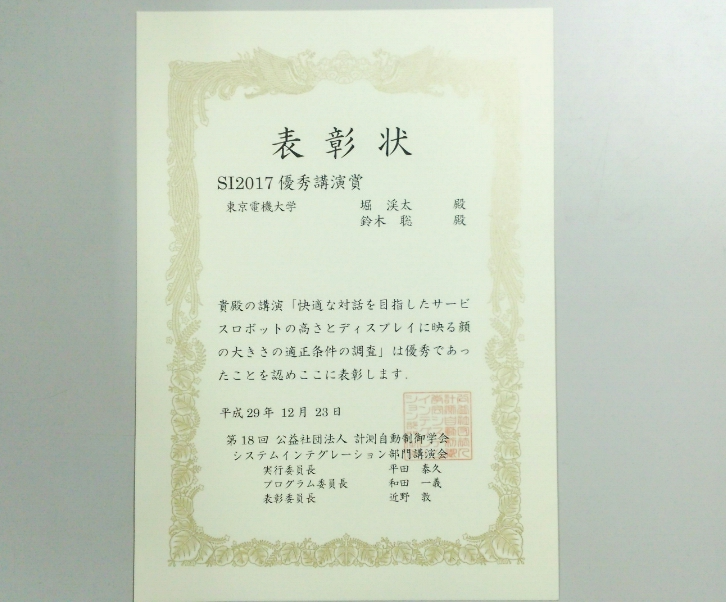 表彰状
SI2017 優秀講演賞
東京電機大学 堀 渓太 殿
鈴木 聡 殿
貴殿の講演「快適な対話を目指したサービ
スロボットの高さとディスプレイに映る顔
の大きさの適正条件の調査」は優秀であっ
たことを認めここに表彰します.
平成29年 12月 23日
第18回 公益社団法人 計測自動制御学会
システムインテグレーション部門講演会
実行委員長 平田 泰久
プログラム委員長 和田 一義
表彰委員長 近野 敦